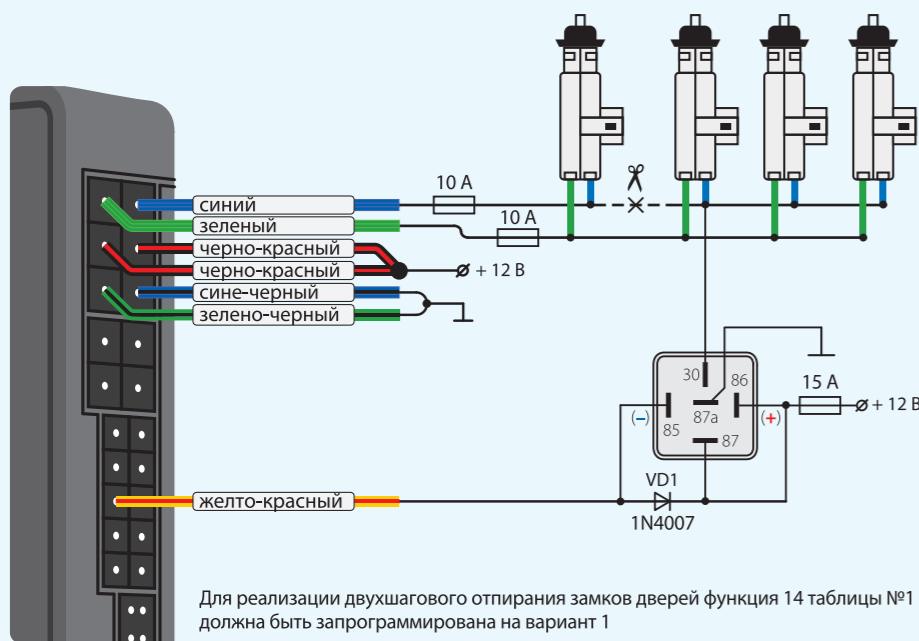 10 А
10 А
синий
зеленый
черно-красный
черно-красный
сине-черный
зелено-черный
+ 12 В
30
86
87а
85
87
(–)
(+)
15 А
+ 12 В
желто-красный
VD1
1N4007
Для реализации двухшагового отпирания замков дверей функция 14 таблицы №1
должна быть запрограммирована на вариант 1